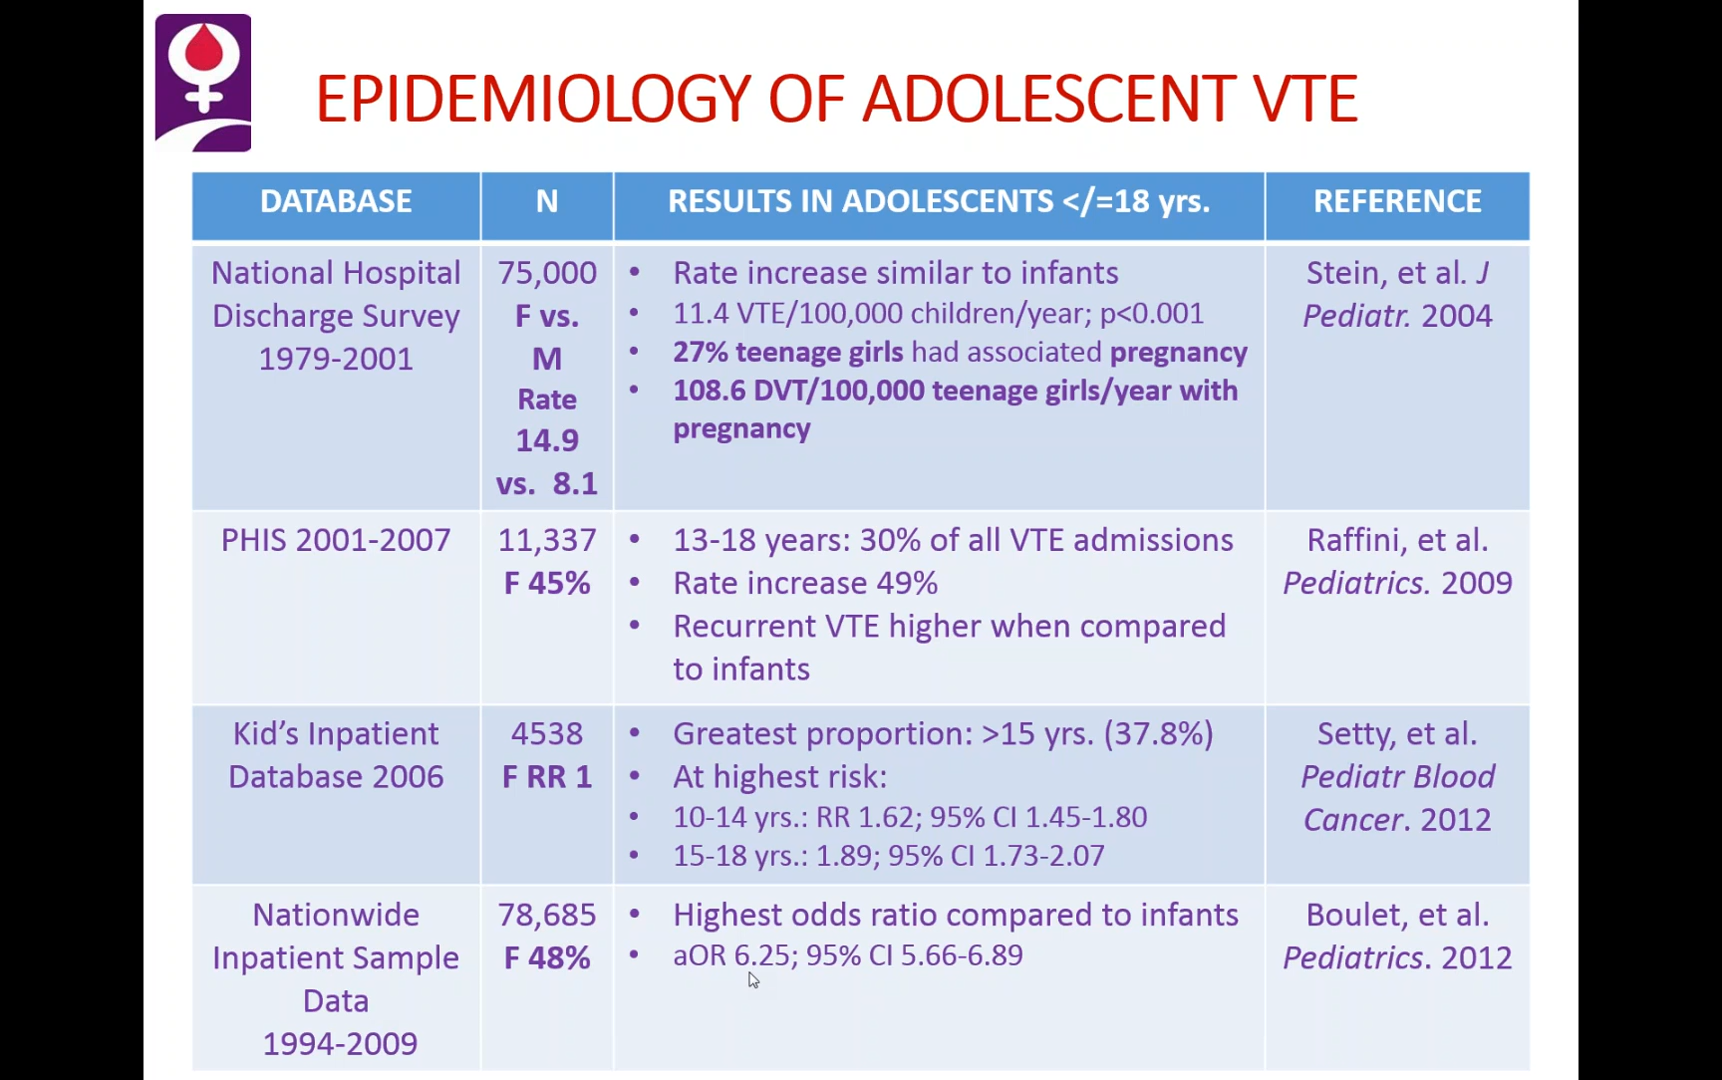 EPIDEMIOLOGY OF ADOLESCENT VTE
DATABASE
N
RESULTS IN ADOLESCENTS </=18 yrs.
REFERENCE
National Hospital
Discharge Survey
1979-2001
75,000
F vs.
M
Rate
14.9
vs. 8.1
• Rate increase similar to infants
• 11.4 VTE/100,000 children/year; p<0.001
• 27% teenage girls had associated pregnancy
• 108.6 DVT/100,000 teenage girls/year with
pregnancy
Stein, et al. J
Pediatr. 2004
PHIS 2001-2007
11,337
F 45%
• 13-18 years: 30% of all VTE admissions
• Rate increase 49%
• Recurrent VTE higher when compared
to infants
Raffini, et al.
Pediatrics. 2009
Kid’s Inpatient
Database 2006
4538
F RR 1
• Greatest proportion: >15 yrs. (37.8%)
• At highest risk:
• 10-14 yrs.: RR 1.62; 95% CI 1.45-1.80
• 15-18 yrs.: 1.89; 95% CI 1.73-2.07
Setty, et al.
Pediatr Blood
Cancer. 2012
Nationwide
Inpatient Sample
Data
1994-2009
78,685
F 48%
• Highest odds ratio compared to infants
• aOR 6.25; 95% CI 5.66-6.89
Boulet, et al.
Pediatrics. 2012